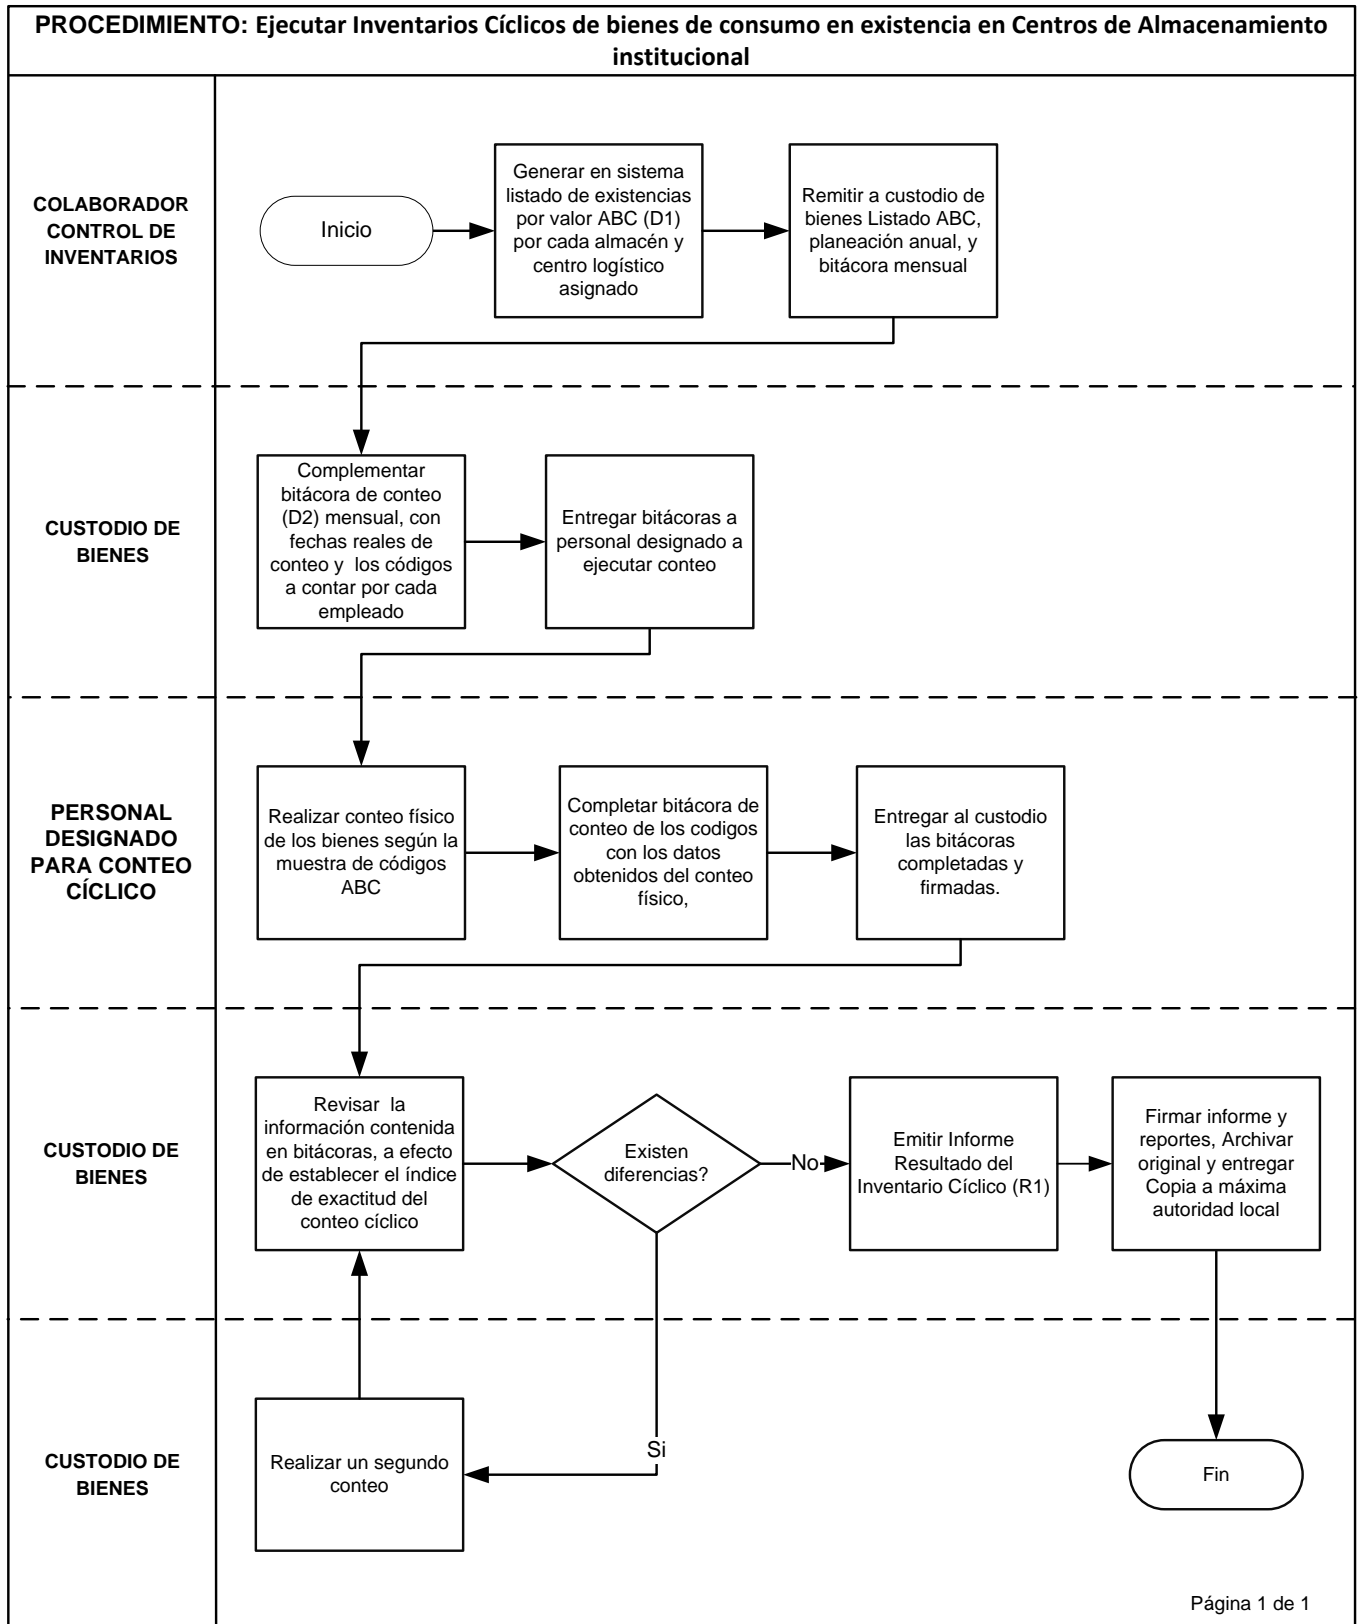 PROCEDIMIENTO: Ejecutar Inventarios Cíclicos de bienes de consumo en existencia en Centros de Almacenamiento
institucional
COLABORADOR
CONTROL DE
INVENTARIOS
Inicio
Generar en sistema
listado de existencias
por valor ABC (D1)
por cada almacén y
centro logístico
asignado
Remitir a custodio de
bienes Listado ABC,
planeación anual, y
bitácora mensual
CUSTODIO DE
BIENES
Complementar
bitácora de conteo
(D2) mensual, con
fechas reales de
conteo y los códigos
a contar por cada
empleado
Entregar bitácoras a
personal designado a
ejecutar conteo
PERSONAL
DESIGNADO
PARA CONTEO
CÍCLICO
Realizar conteo físico
de los bienes según la
muestra de códigos
ABC
Completar bitácora de
conteo de los codigos
con los datos
obtenidos del conteo
físico,
Entregar al custodio
las bitácoras
completadas y
firmadas.
CUSTODIO DE
BIENES
Revisar la
información contenida
en bitácoras, a efecto
de establecer el índice
de exactitud del
conteo cíclico
Existen
diferencias?
No
Emitir Informe
Resultado del
Inventario Cíclico (R1)
Firmar informe y
reportes, Archivar
original y entregar
Copia a máxima
autoridad local
CUSTODIO DE
BIENES
Realizar un segundo
conteo
Si
Fin
Página 1 de 1